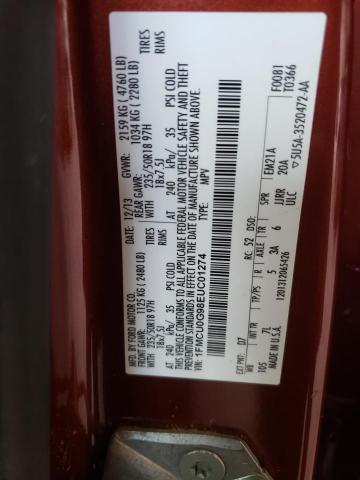 MFD. BY FORD MOTOR CO.
DATE: 12/13
GVWR: 2159 KG ( 4760 LB)
FRONT GAWR: 1125 KG ( 2480 LB)
REAR GAWR: 1034 KG ( 2280 LB)
WITH 235/50R18 97H TIRES
18x7.5J RIMS
AT 240 kPa/ 35 PSI COLD
WITH 235/50R18 97H TIRES
18x7.5J RIMS
AT 240 kPa/ 35 PSI COLD
THIS VEHICLE CONFORMS TO ALL APPLICABLE FEDERAL MOTOR VEHICLE SAFETY AND
THEFT PREVENTION STANDARDS IN EFFECT ON THE DATE OF MANUFACTURE SHOWN ABOVE.
VIN: 1FMCU0G98EUC01274
TYPE: MPV
F0081
T0366
EXT PNT: D7 RC: 52 DSO:
WB INT TR TP/PS R AXLE TR SPR EM21A
105 7L 5 3A 6 JJRR 20A
MADE IN U.S.A. ULC
1201312065426
5U5A-3520472-AA